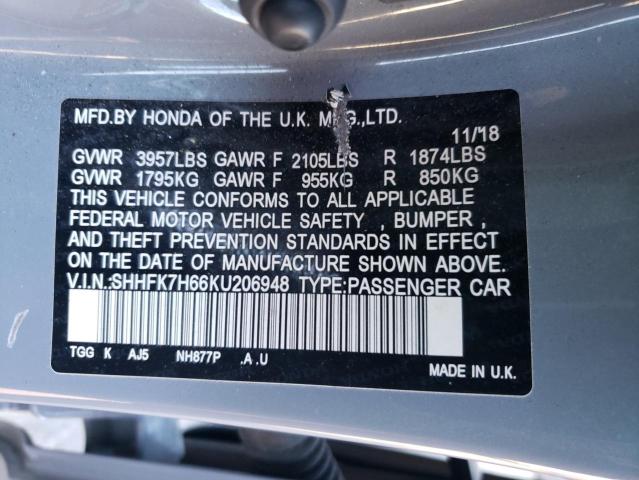 MFD.BY HONDA OF THE U.K. MFG.,LTD.
11/18
GVWR 3957LBS GAWR F 2105LBS R 1874LBS
GVWR 1795KG GAWR F 955KG R 850KG
THIS VEHICLE CONFORMS TO ALL APPLICABLE
FEDERAL MOTOR VEHICLE SAFETY , BUMPER ,
AND THEFT PREVENTION STANDARDS IN EFFECT
ON THE DATE OF MANUFACTURE SHOWN ABOVE.
V.I.N.:SHHFK7H66KU206948 TYPE:PASSENGER CAR
TGG K AJ5 NH877P .A .U
MADE IN U.K.